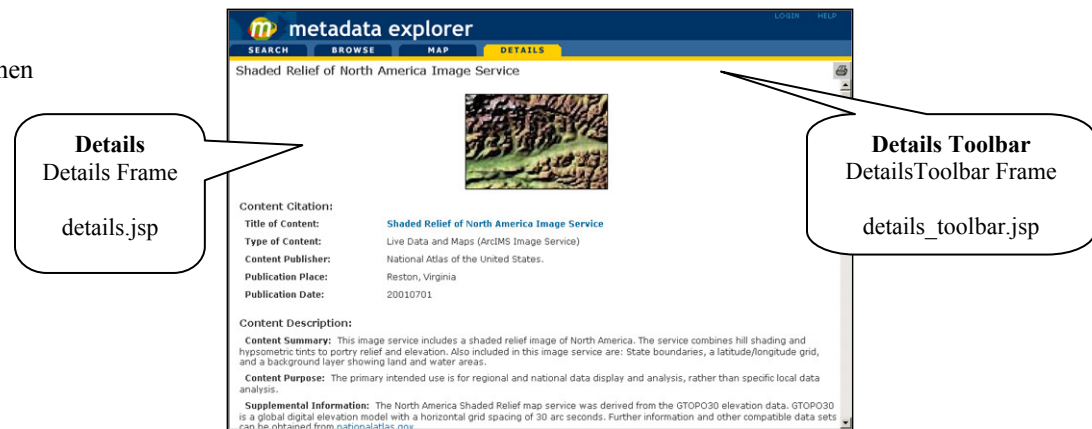 LOGIN HELP
m metadata explorer
SEARCH BROWSE MAP DETAILS
hen
Shaded Relief of North America Image Service
Details
Details Frame
details.jsp
Details Toolbar
DetailsToolbar Frame
details_toolbar.jsp
Content Citation:
Title of Content: Shaded Relief of North America Image Service
Type of Content: Live Data and Maps (ArcIMS Image Service)
Content Publisher: National Atlas of the United States.
Publication Place: Reston, Virginia
Publication Date: 20010701
Content Description:
Content Summary: This image service includes a shaded relief image of North America. The service combines hill shading and
hypsometric tints to portry relief and elevation. Also included in this image service are: State boundaries, a latitude/longitude grid,
and a background layer showing land and water areas.
Content Purpose: The primary intended use is for regional and national data display and analysis, rather than specific local data
analysis.
Supplemental Information: The North America Shaded Relief map service was derived from the GTOPO30 elevation data. GTOPO30
is a global digital elevation model with a horizontal grid spacing of 30 arc seconds. Further information and other compatible data sets
can be obtained from nationalatlas.gov.